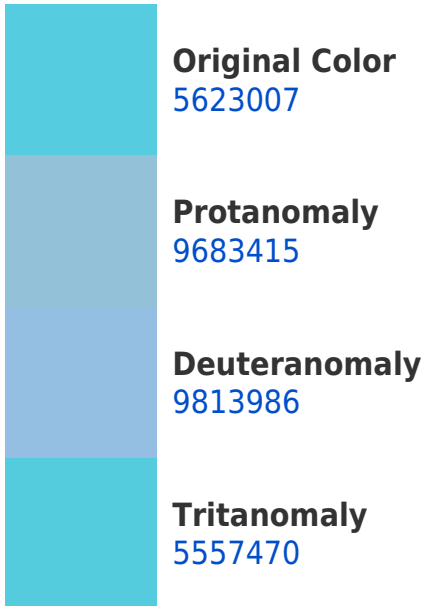 Original Color
5623007
Protanomaly
9683415
Deuteranomaly
9813986
Tritanomaly
5557470